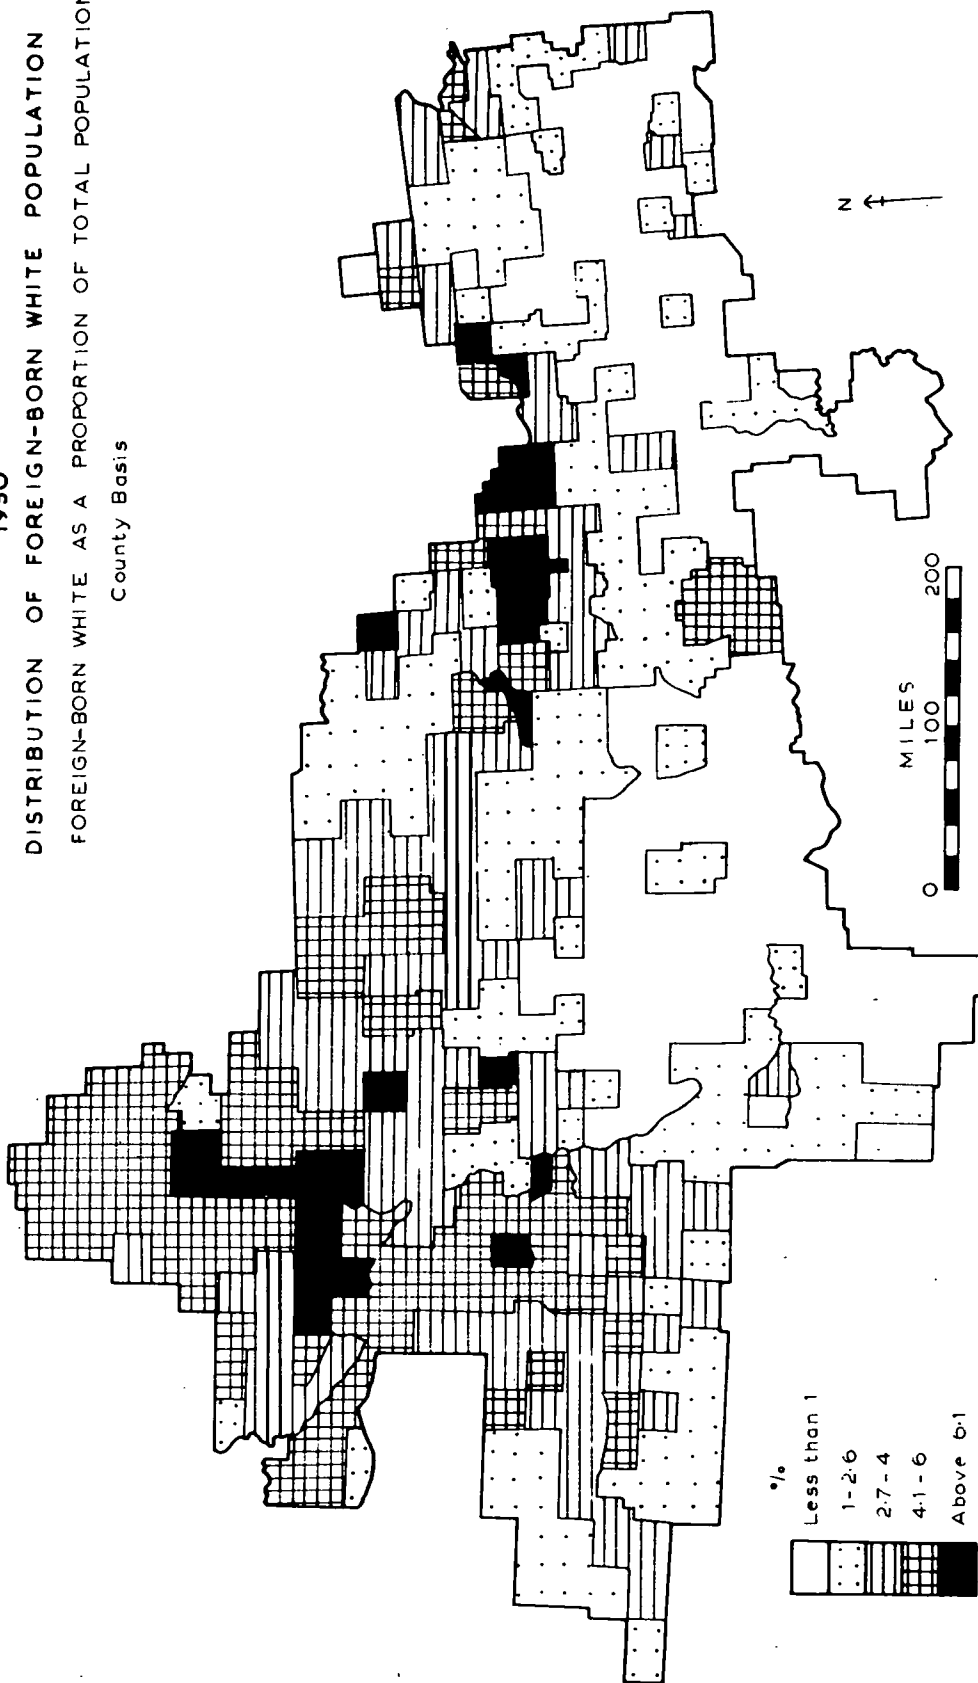 1930
DISTRIBUTION OF FOREIGN-BORN WHITE POPULATION
FOREIGN-BORN WHITE AS A PROPORTION OF TOTAL POPULATION
County Basis
N
MILES
0 100 200
%
Less than 1
1-2·6
2·7-4
4·1-6
Above 6·1